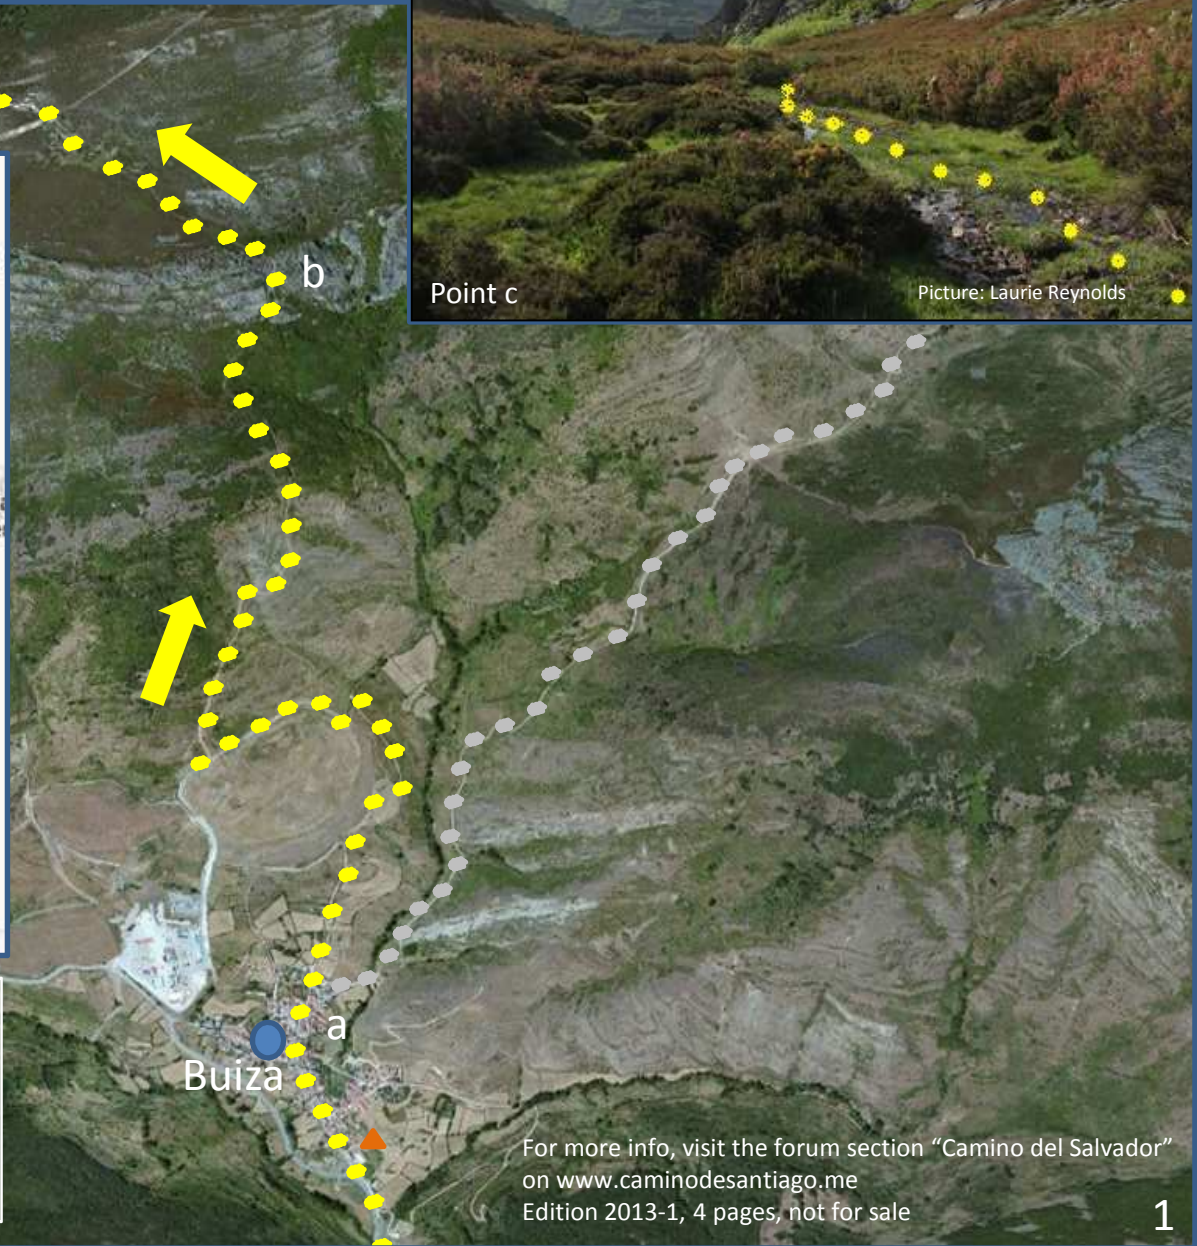 Point c
Picture: Laurie Reynolds
b
a
Buiza
For more info, visit the forum section “Camino del Salvador”
on www.caminodesantiago.me
Edition 2013-1, 4 pages, not for sale
1